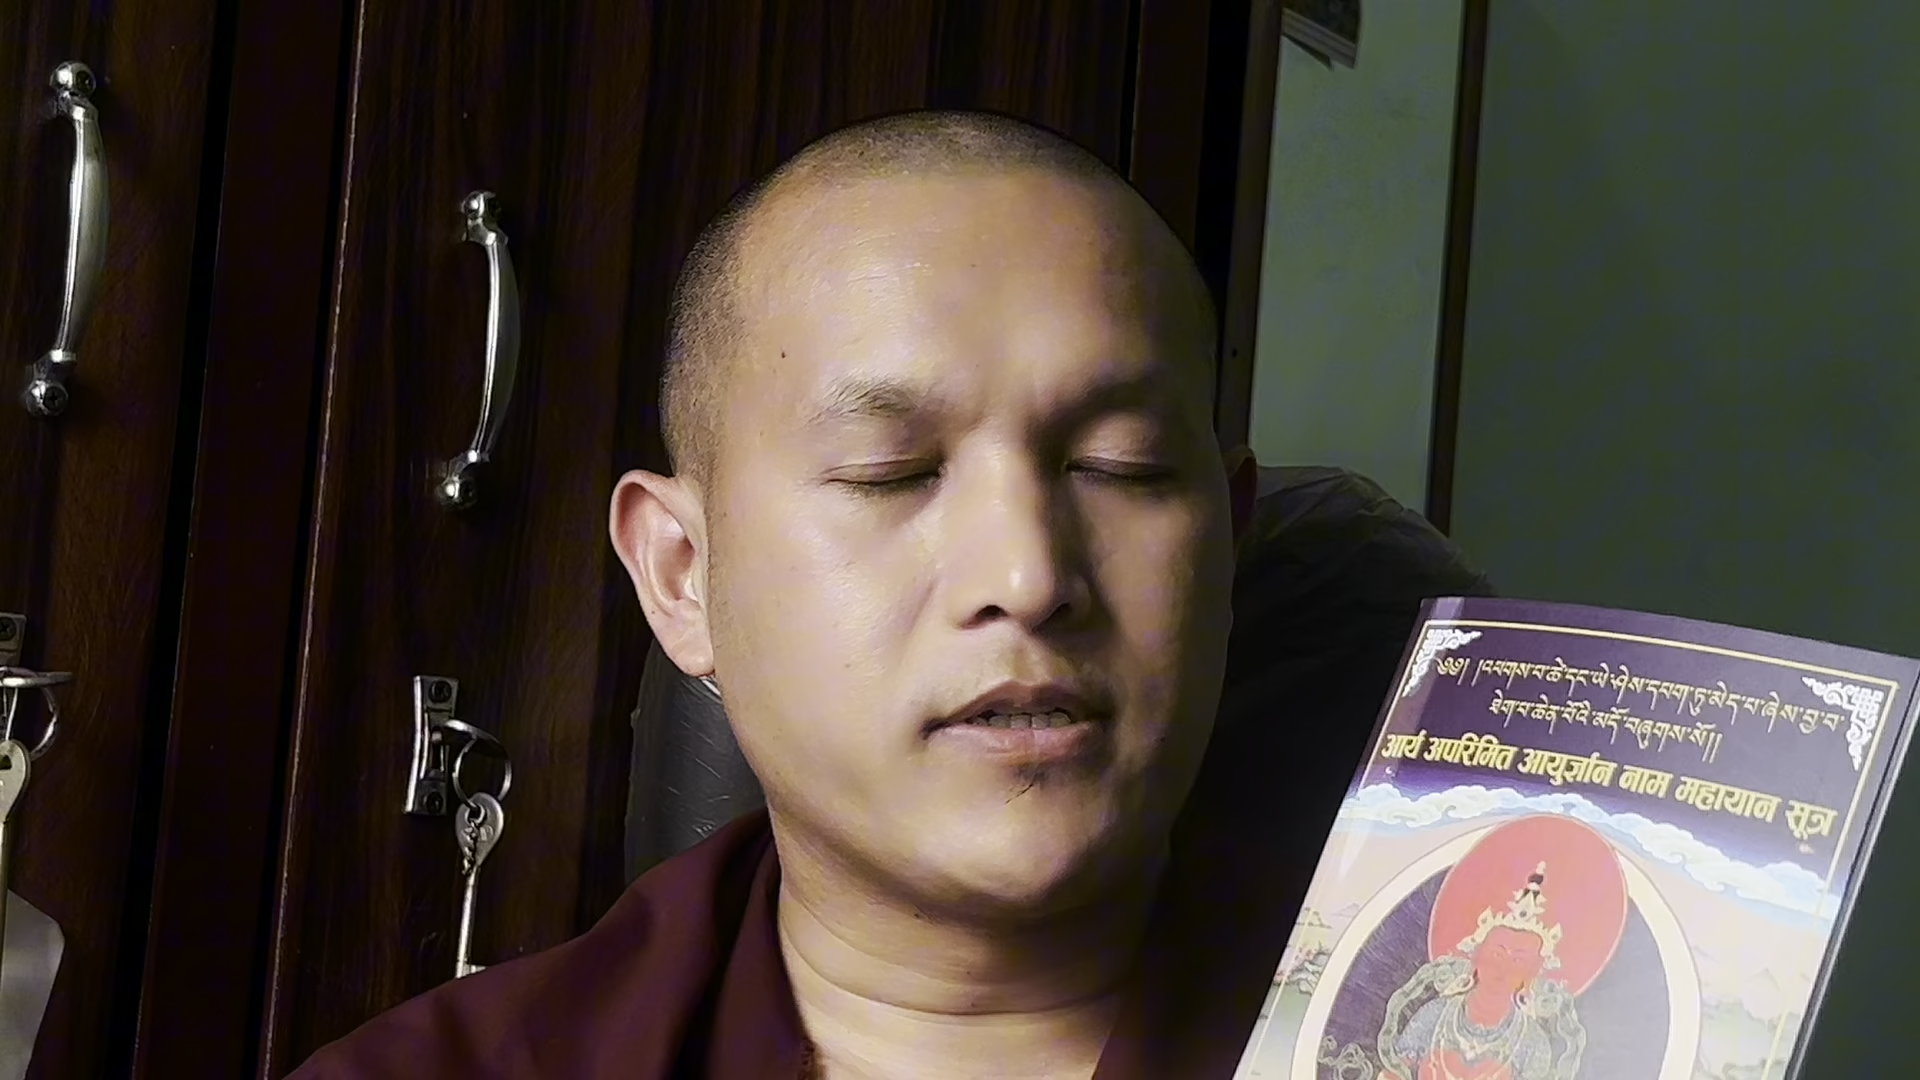 ༄༅། །འཕགས་པ་ཚེ་དང་ཡེ་ཤེས་དཔག་ཏུ་མེད་པ་ཞེས་བྱ་བ་
ཐེག་པ་ཆེན་པོའི་མདོ་བཞུགས་སོ།།
आर्य अपरिमित आयुर्ज्ञान नाम महायान सूत्र